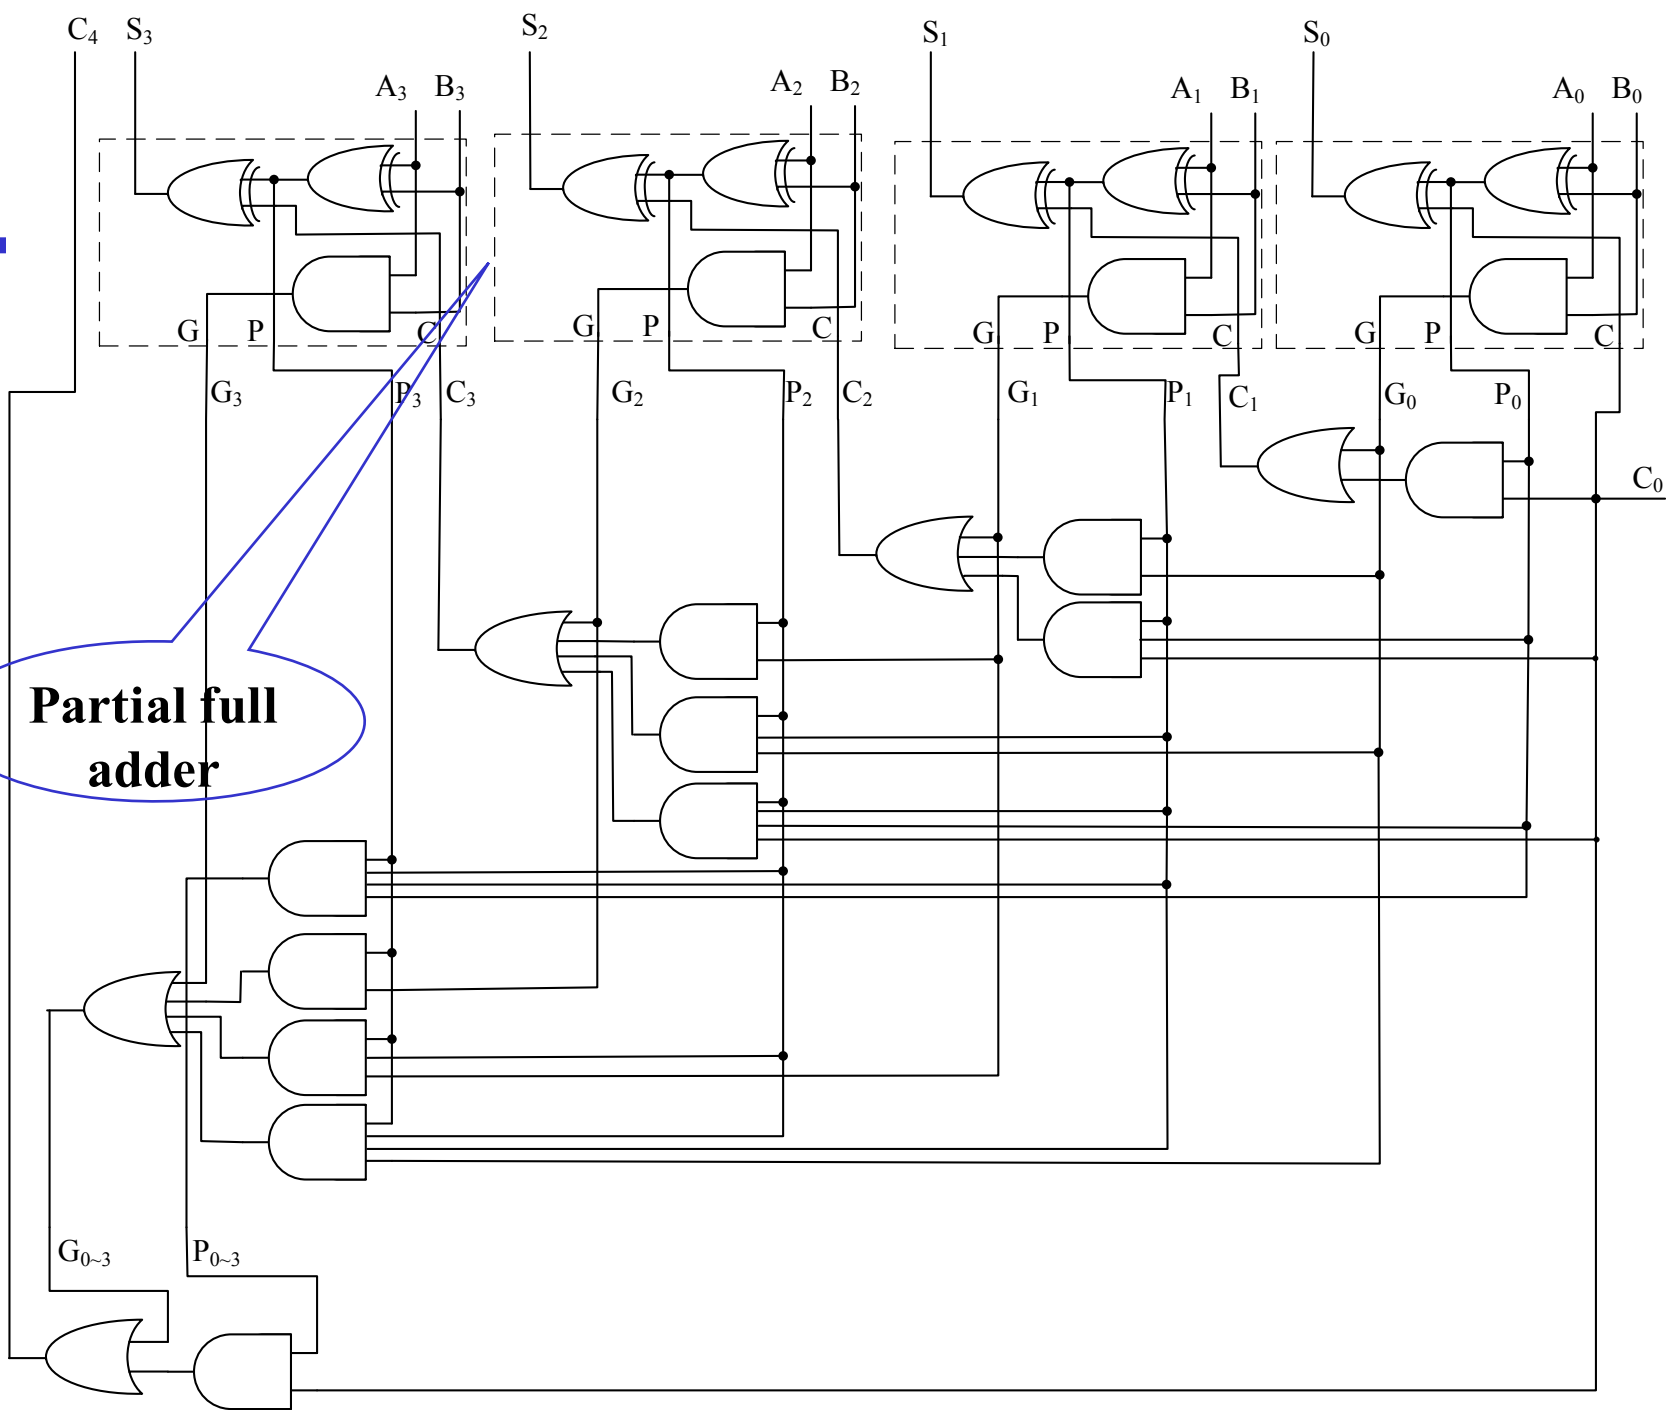 C4 S3 S2 S1 S0
A3 B3 A2 B2 A1 B1 A0 B0
G P C G P C G P C G P C
G3 P3 C3 G2 P2 C2 G1 P1 C1 G0 P0
C0
Partial full
adder
G0~3 P0~3